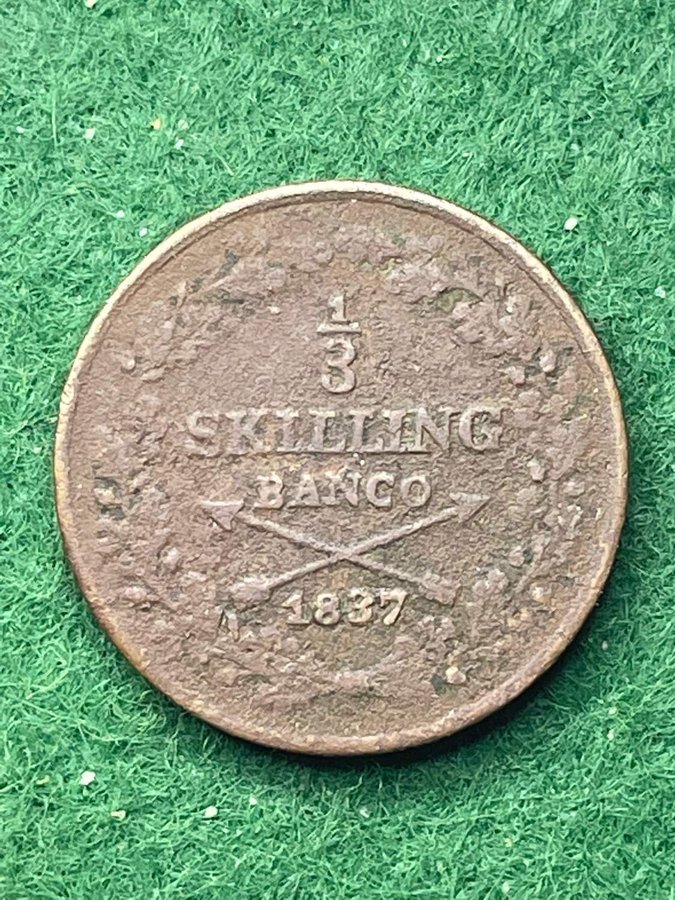 1/3
SKILLING
BANCO
1837